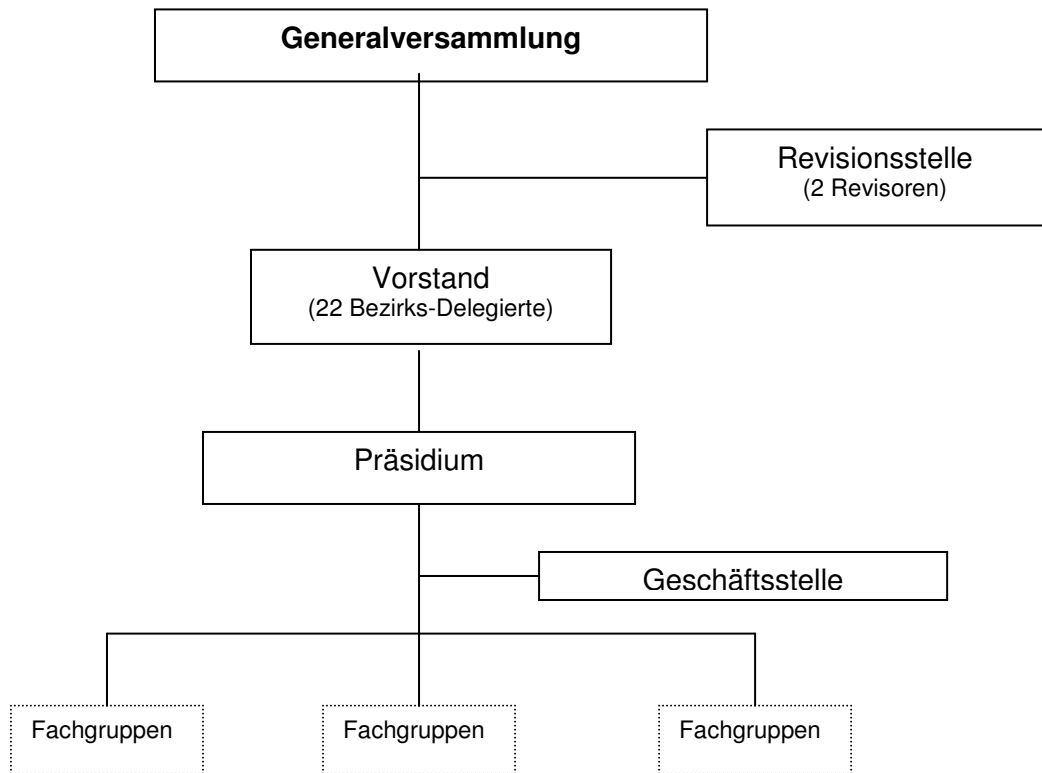 Generalversammlung
Revisionsstelle
(2 Revisoren)
Vorstand
(22 Bezirks-Delegierte)
Präsidium
Geschäftsstelle
Fachgruppen
Fachgruppen
Fachgruppen